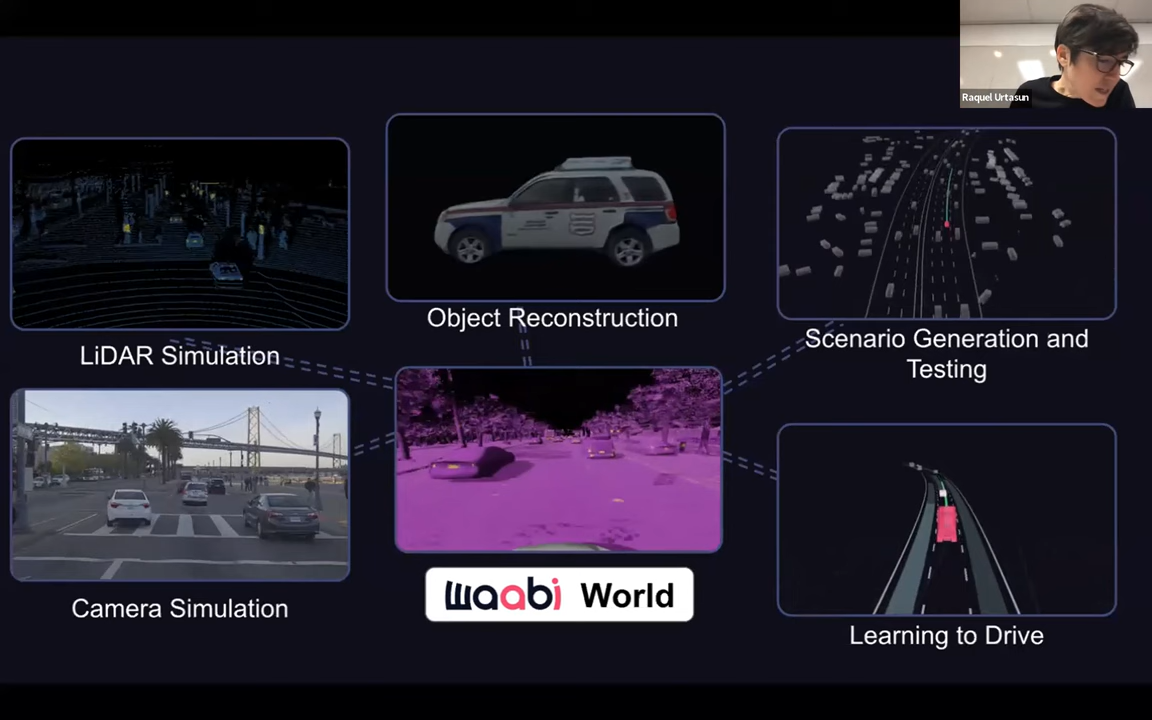 Raquel Urtasun
Object Reconstruction
LiDAR Simulation
Scenario Generation and
Testing
Camera Simulation
waabi World
Learning to Drive